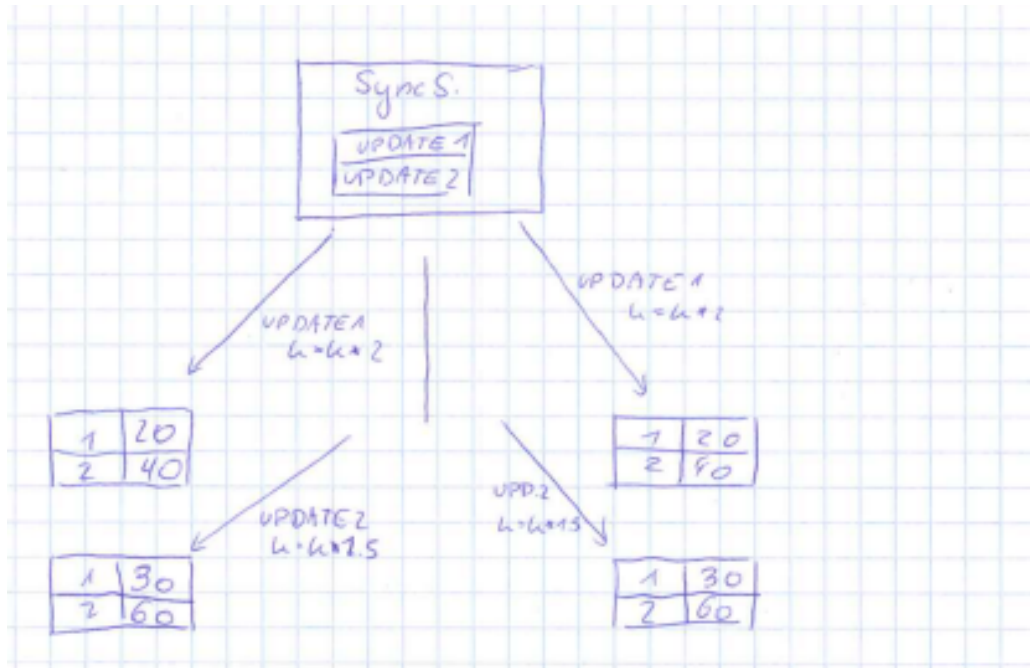 Sync S.
UPDATE 1
UPDATE 2
UPDATE 1
k=k*2
UPDATE 1
k=k*2
1 20
2 40
1 20
2 40
UPDATE 2
k=k*1.5
UPD.2
k=k*1.5
1 30
2 60
1 30
2 60